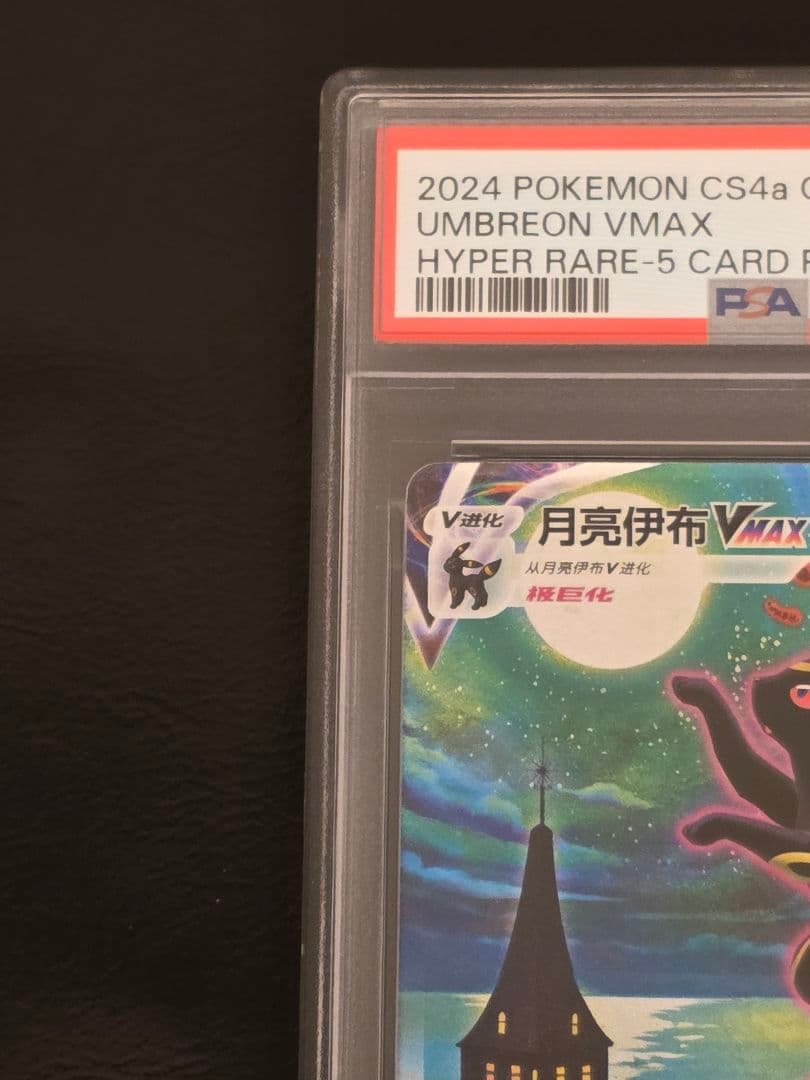 2024 POKEMON CS4a
UMBREON VMAX
HYPER RARE-5 CARD
PSA
V进化
月亮伊布VMAX
从月亮伊布V进化
极巨化